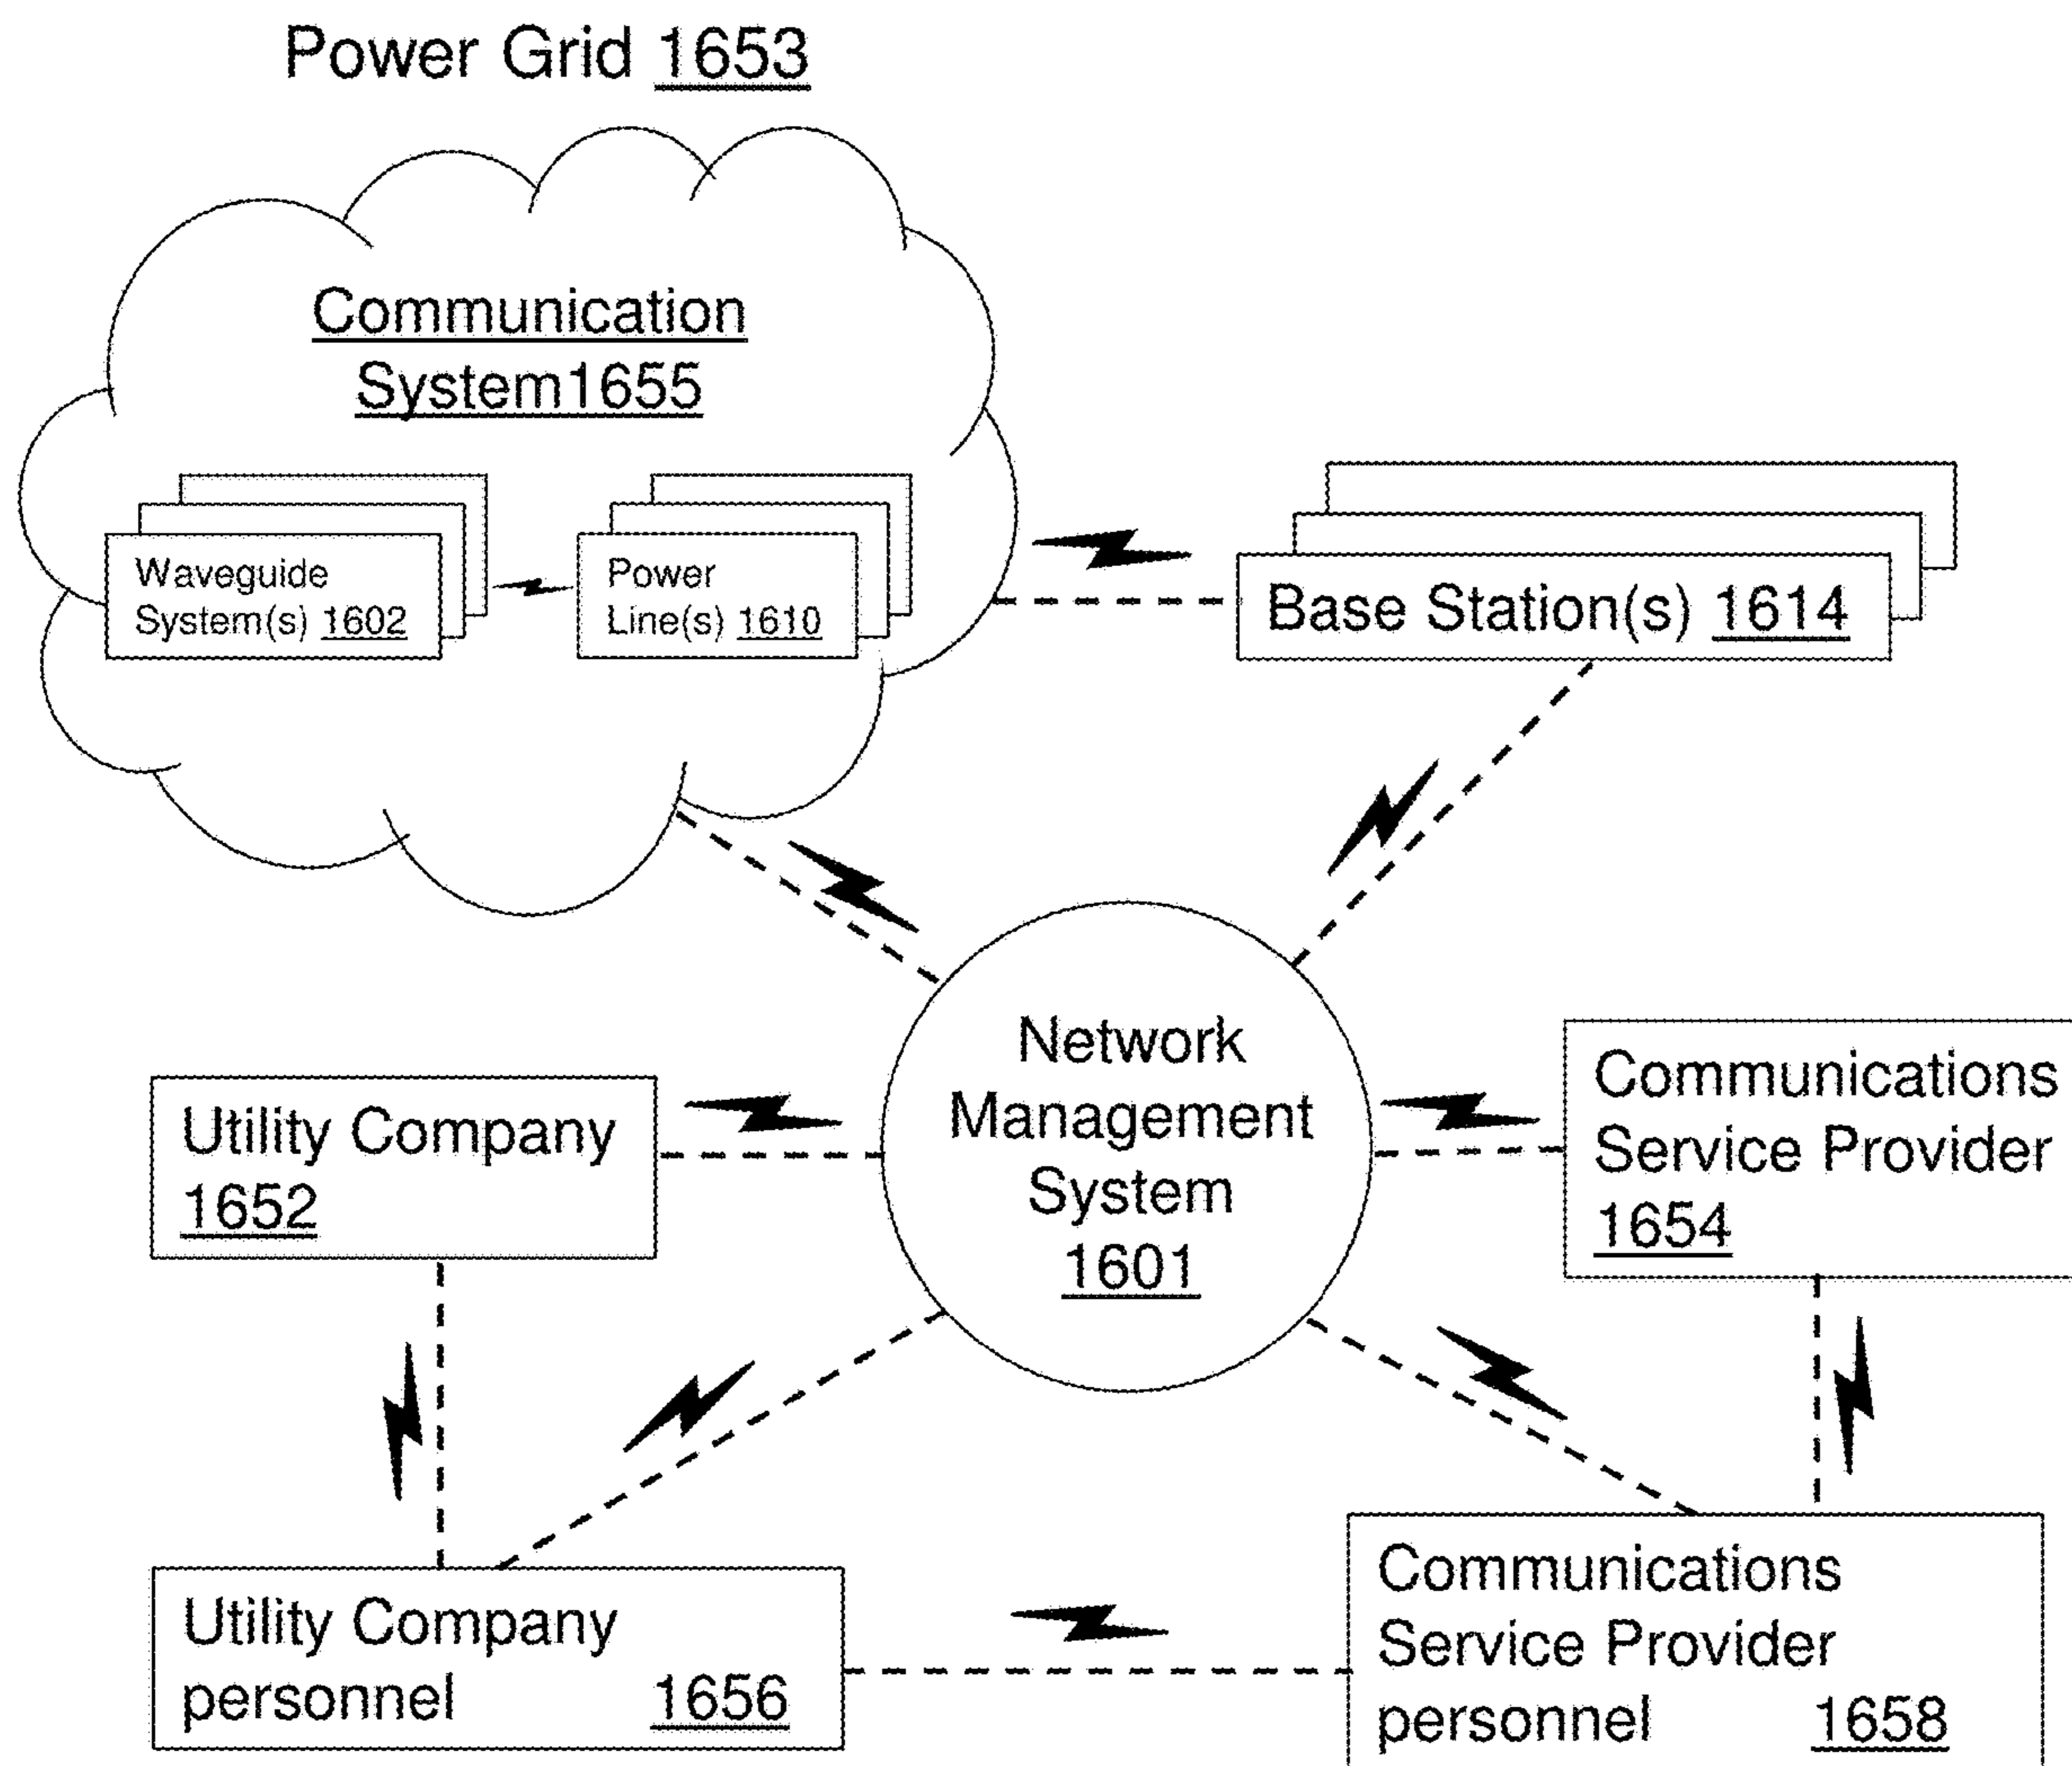 Power Grid 1653
Communication
System1655
Waveguide
System(s) 1602
Power
Line(s) 1610
Base Station(s) 1614
Network
Management
System
1601
Utility Company
1652
Communications
Service Provider
1654
Utility Company
personnel 1656
Communications
Service Provider
personnel 1658